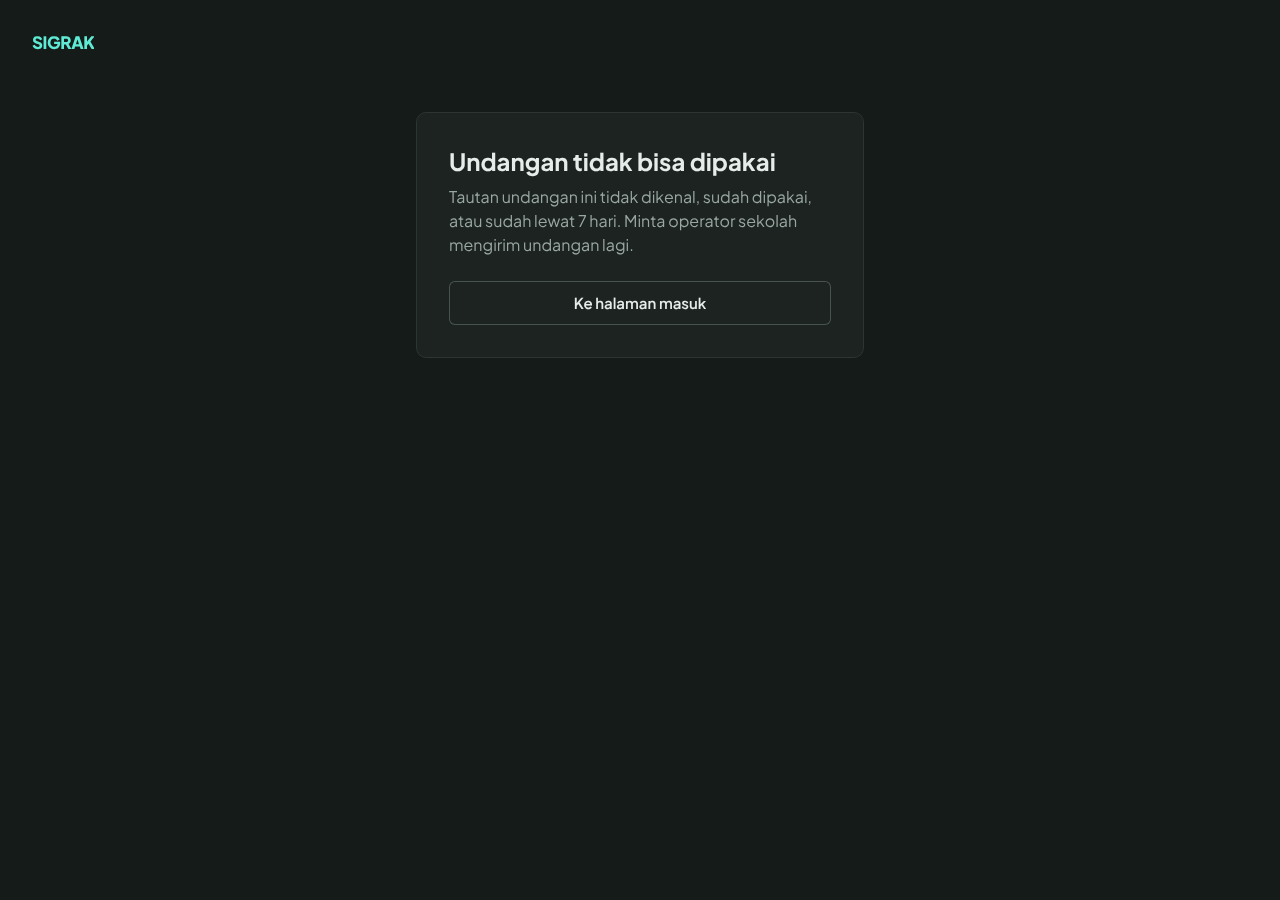 SIGRAK
Undangan tidak bisa dipakai
Tautan undangan ini tidak dikenal, sudah dipakai,
atau sudah lewat 7 hari. Minta operator sekolah
mengirim undangan lagi.
Ke halaman masuk